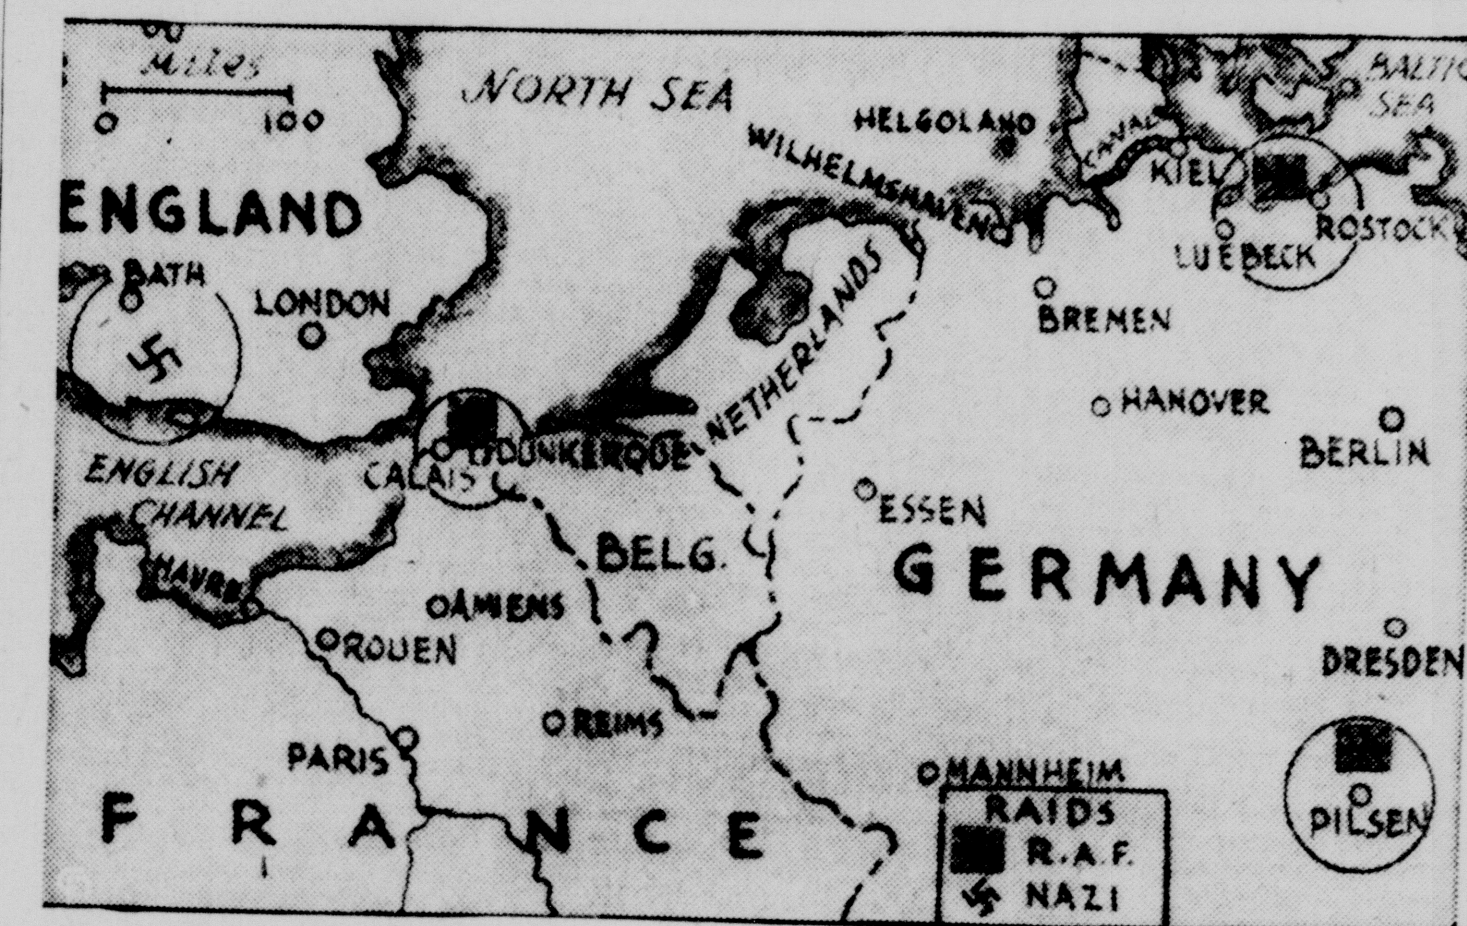 MILES
0 100
NORTH SEA
BALTIC
SEA
HELGOLAND
WILHELMSHAVEN
CANAL
KIEL
ENGLAND
ROSTOCK
LUEBECK
BATH
LONDON
NETHERLANDS
BREMEN
HANOVER
BERLIN
DUNKERQUE
CALAIS
ENGLISH
CHANNEL
ESSEN
BELG.
GERMANY
HAVRE
AMIENS
ROUEN
DRESDEN
REIMS
PARIS
MANNHEIM
FRANCE
PILSEN
RAIDS
R.A.F.
NAZI